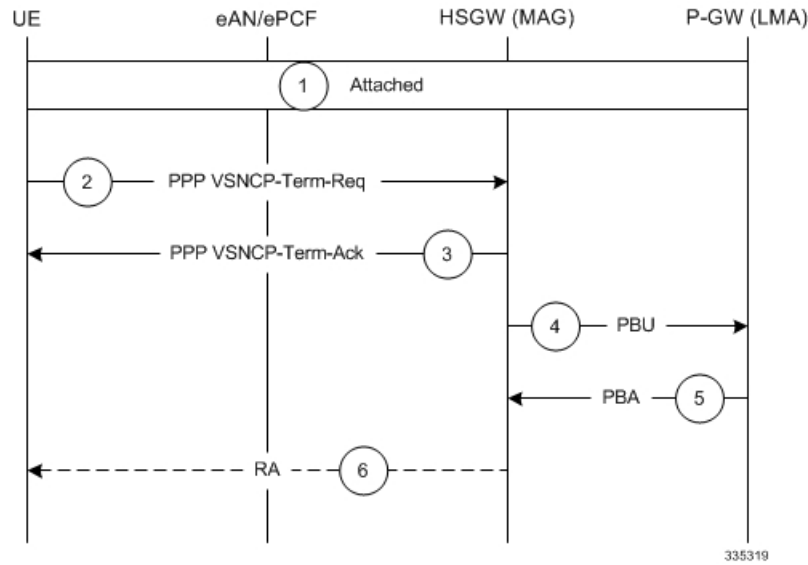 UE eAN/ePCF HSGW (MAG) P-GW (LMA)
1 Attached
2 PPP VSNCP-Term-Req
PPP VSNCP-Term-Ack 3
4 PBU
PBA 5
RA 6
335319